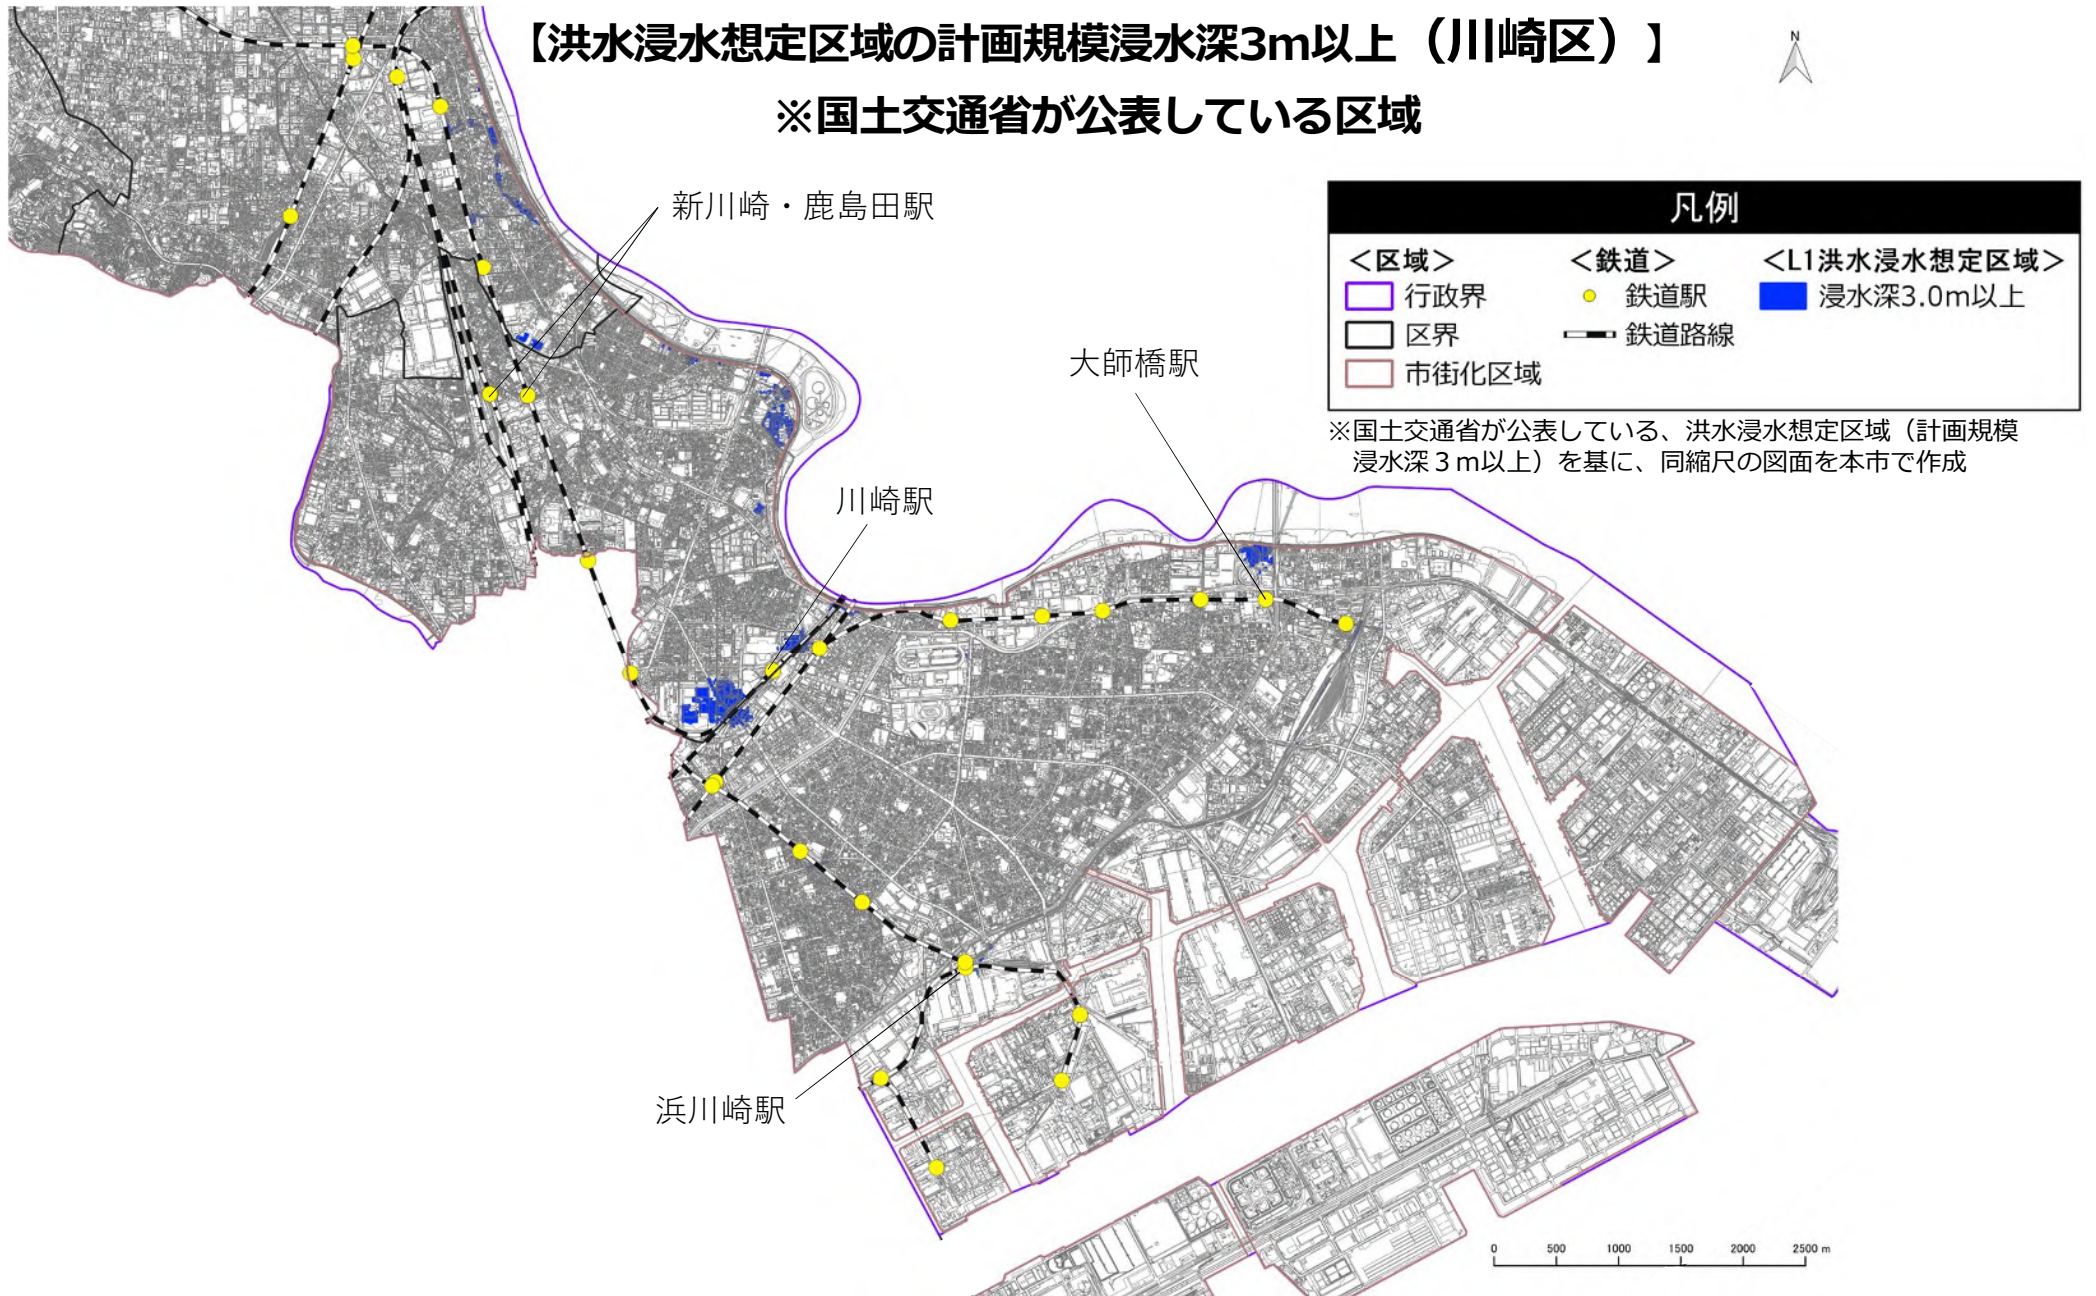 【洪水浸水想定区域の計画規模浸水深3m以上（川崎区）】
※国土交通省が公表している区域
N
新川崎・鹿島田駅
凡例
＜区域＞ ＜鉄道＞ ＜L1洪水浸水想定区域＞
行政界 鉄道駅 浸水深3.0m以上
区界 鉄道路線
市街化区域
大師橋駅
※国土交通省が公表している、洪水浸水想定区域（計画規模
浸水深３ｍ以上）を基に、同縮尺の図面を本市で作成
川崎駅
浜川崎駅
0 500 1000 1500 2000 2500 m